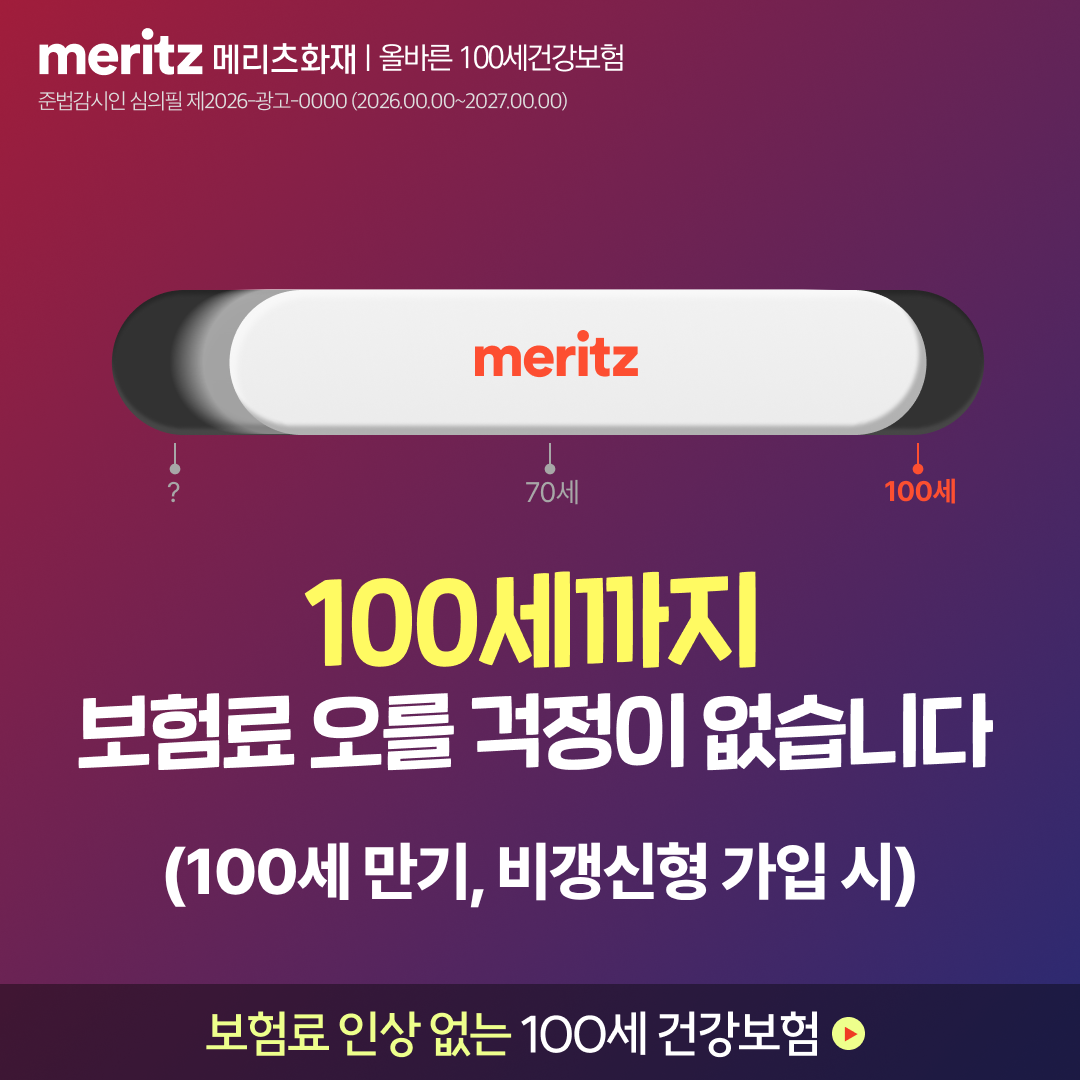 meritz 메리츠화재 | 올바른 100세건강보험
준법감시인 심의필 제2026-광고-0000 (2026.00.00~2027.00.00)
meritz
? 70세 100세
100세까지
보험료 오를 걱정이 없습니다
(100세 만기, 비갱신형 가입 시)
보험료 인상 없는 100세 건강보험